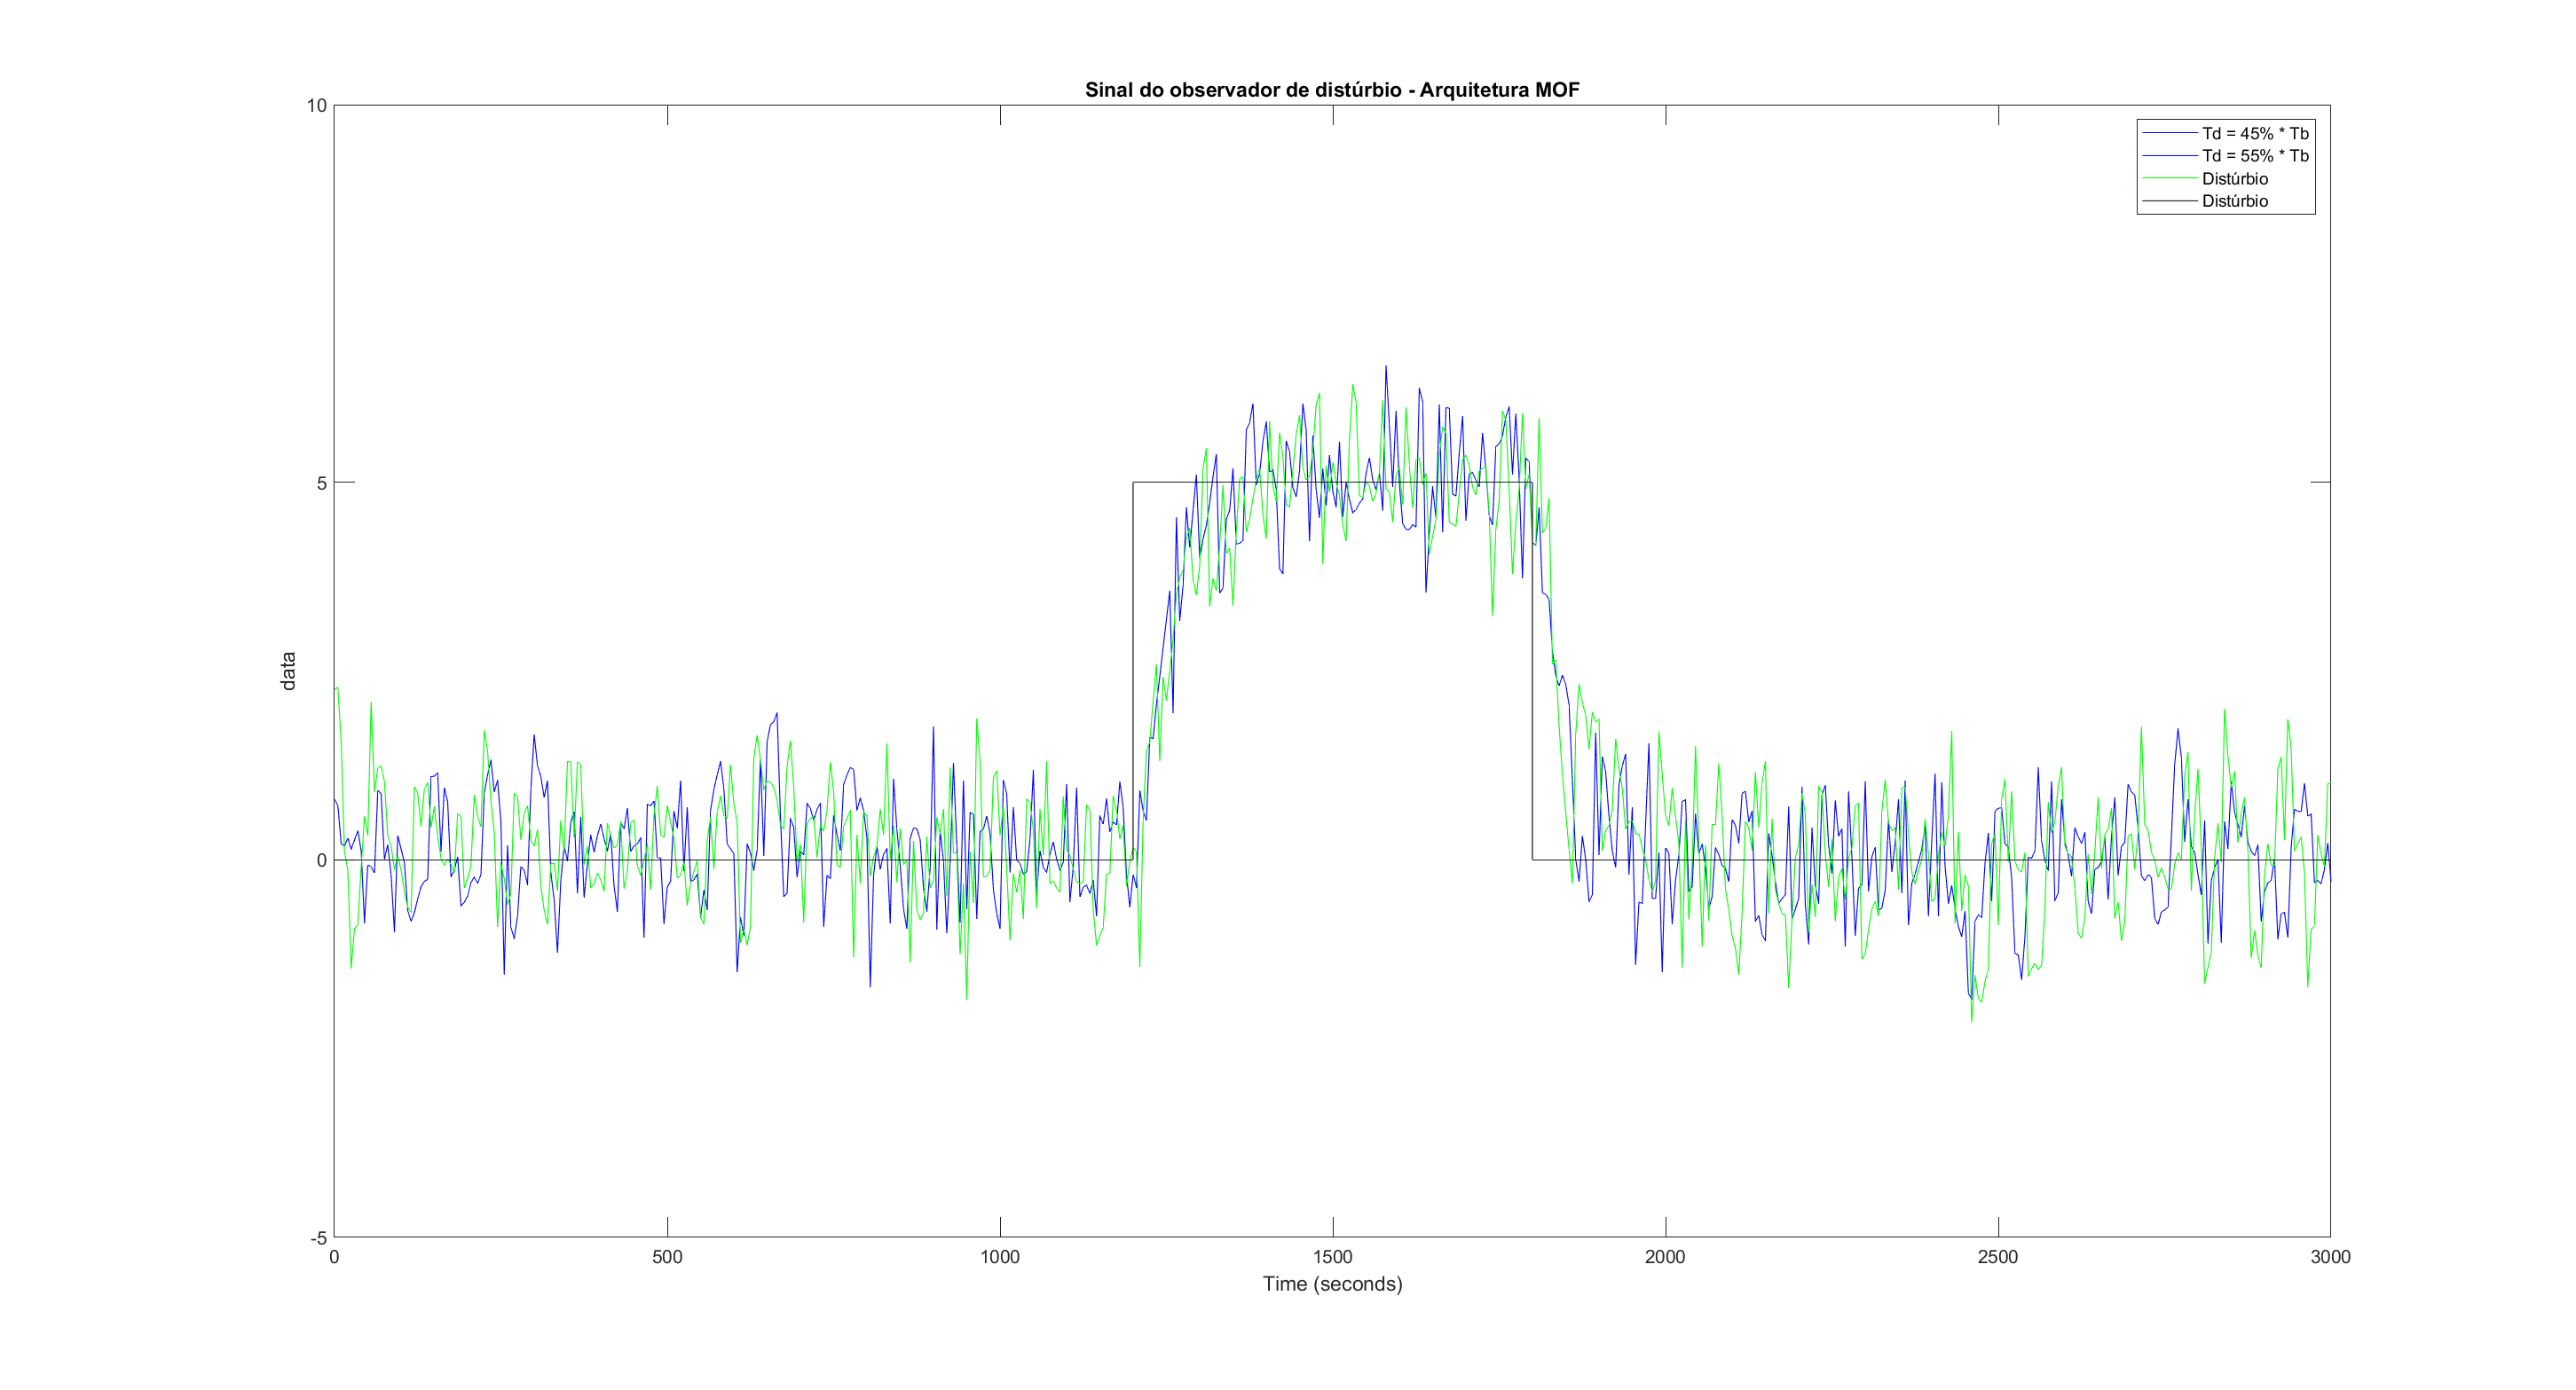 Sinal do observador de distúrbio - Arquitetura MOF
10
Td = 45% * Tb
Td = 55% * Tb
Distúrbio
Distúrbio
5
data
0
-5
0 500 1000 1500 2000 2500 3000
Time (seconds)